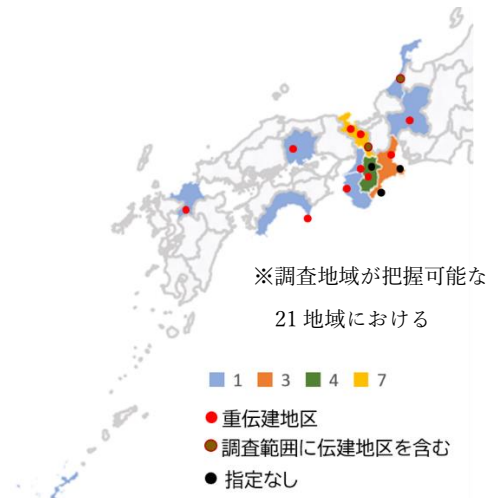 ※調査地域が把握可能な
21 地域における
1 3 4 7
重伝建地区
調査範囲に伝建地区を含む
指定なし